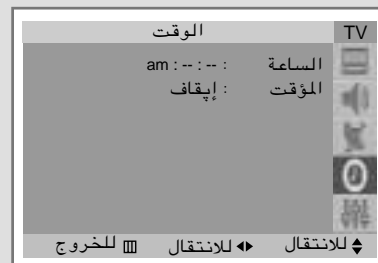 TV الوقت
الساعة : -- : -- : am
المؤقت : إيقاف
للانتقال للانتقال للخروج